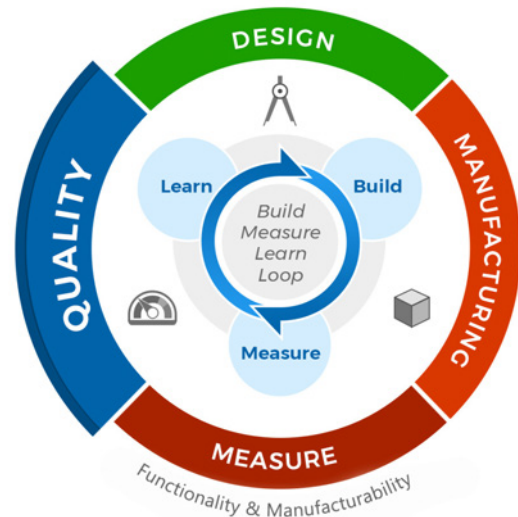 DESIGN
MANUFACTURING
MEASURE
Functionality & Manufacturability
QUALITY
Learn
Build
Measure
Build
Measure
Learn
Loop